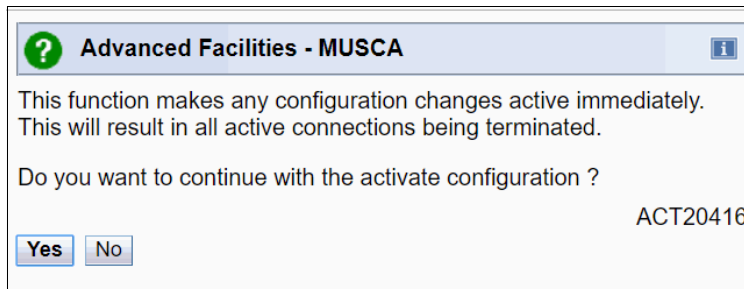 Advanced Facilities - MUSCA
This function makes any configuration changes active immediately.
This will result in all active connections being terminated.
Do you want to continue with the activate configuration ?
ACT20416
Yes No